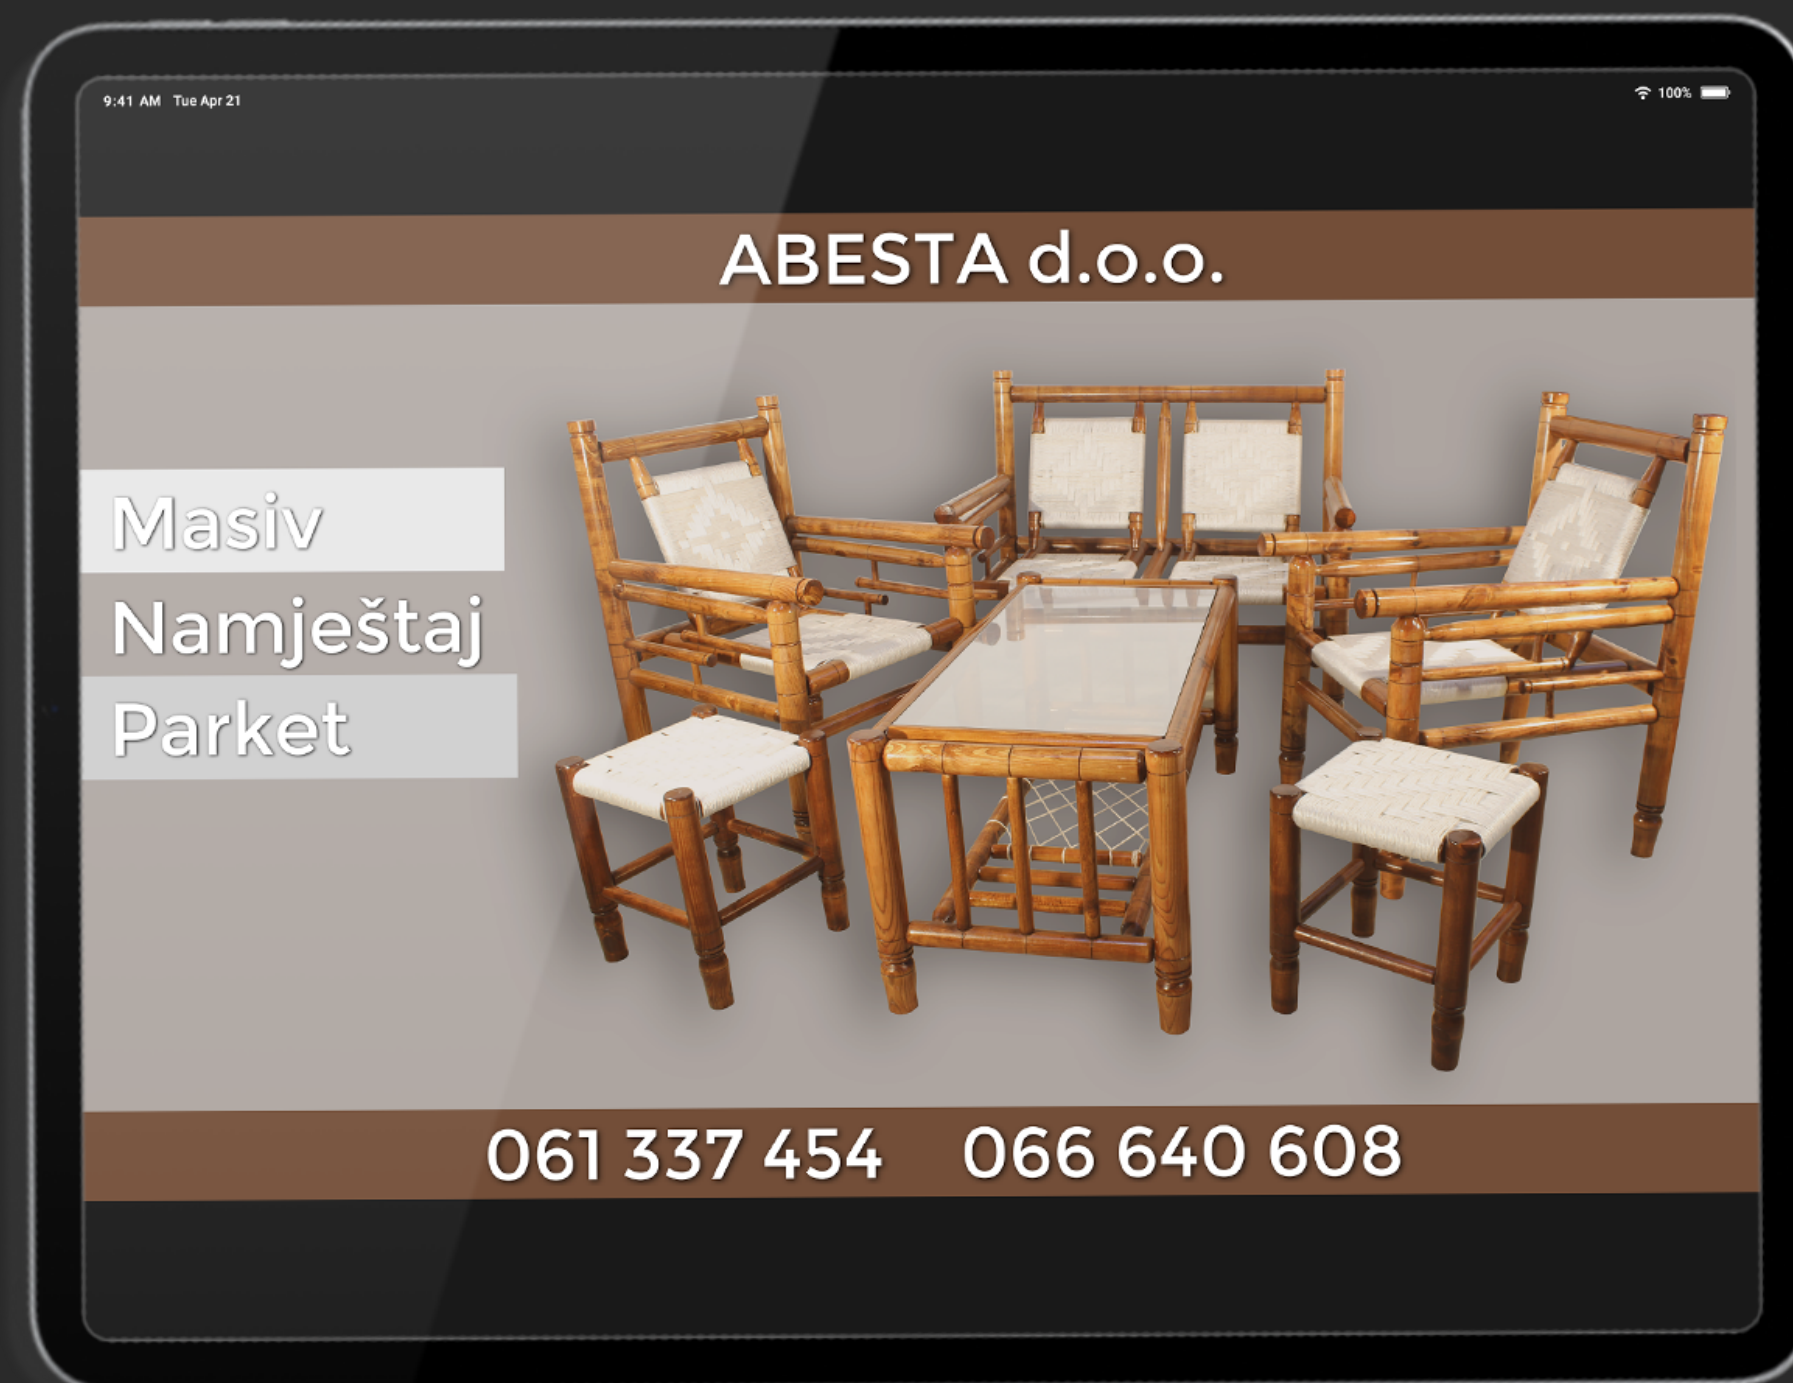 9:41 AM Tue Apr 21
100%
ABESTA d.o.o.
Masiv
Namještaj
Parket
061 337 454 066 640 608